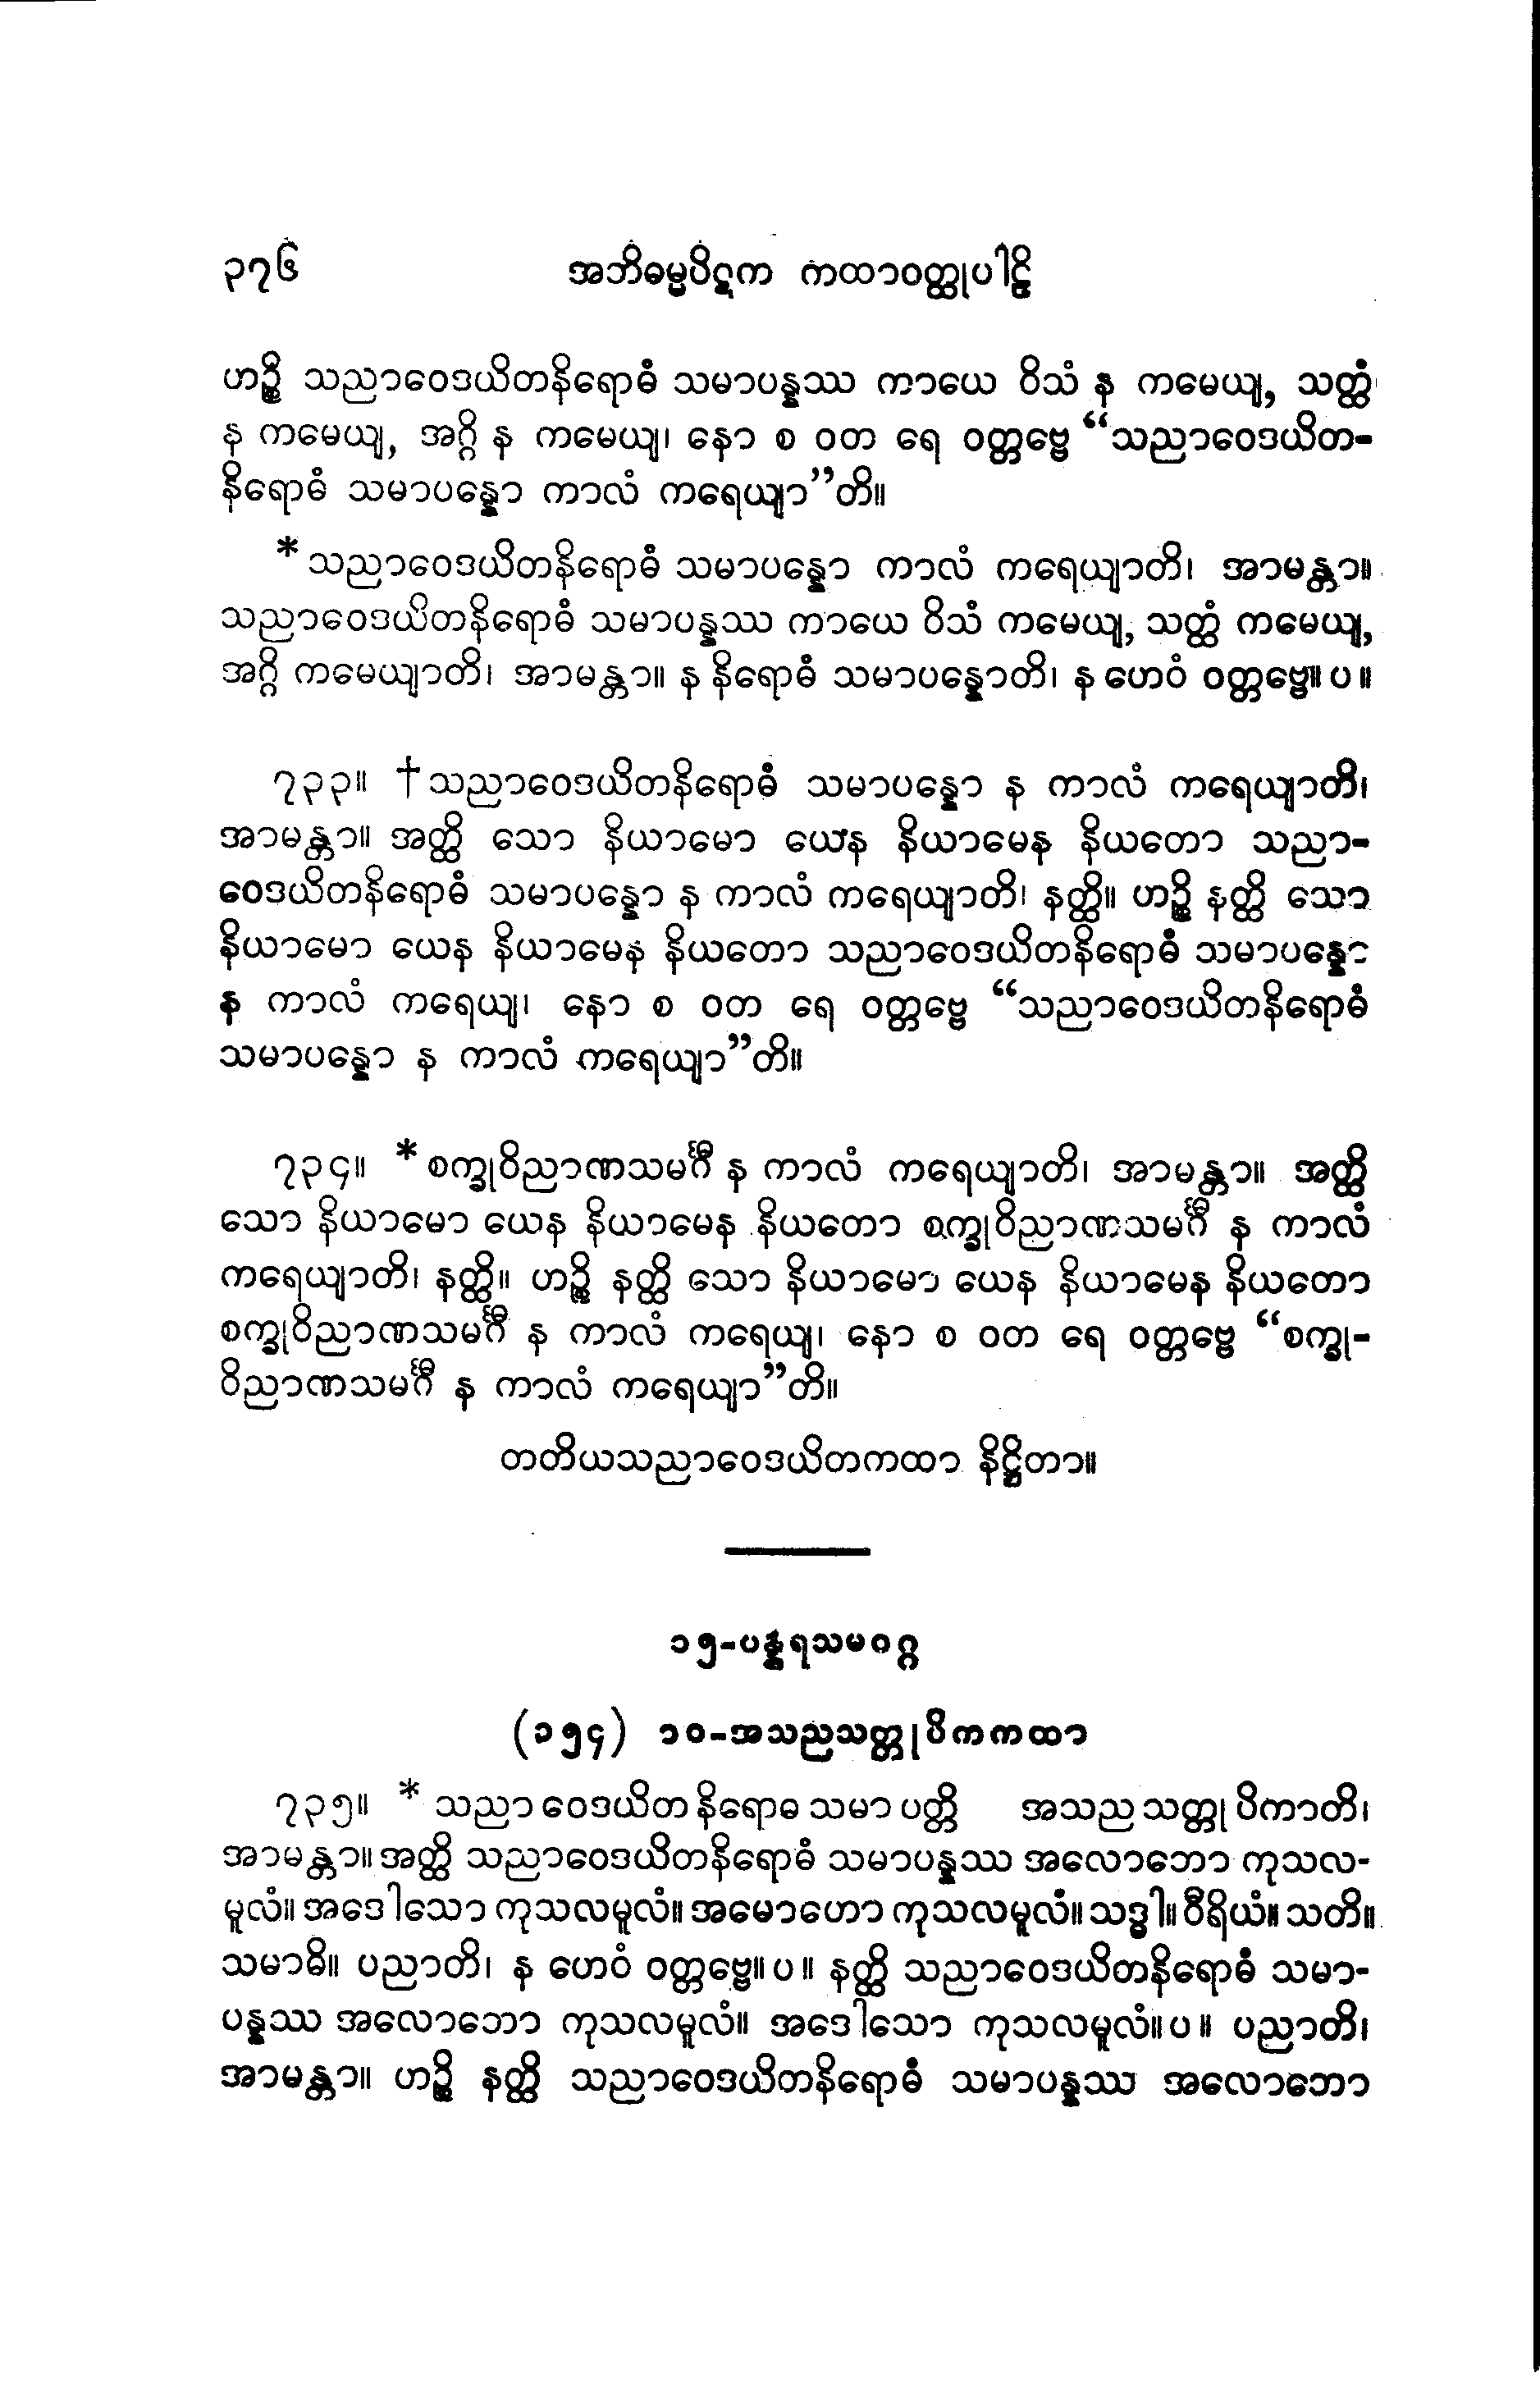 ၃၇၆ အဘိဓမ္မပိဋက ကထာဝတ္ထုပါဠိ
ဟဉ္စိ သညာဝေဒယိတနိရောဓံ သမာပန္နဿ ကာယေ ဝိသံ န ကမေယျ, သတ္ထံ
န ကမေယျ, အဂ္ဂိ န ကမေယျ၊ နော စ ဝတ ရေ ဝတ္တဗ္ဗေ “သညာဝေဒယိတ-
နိရောဓံ သမာပန္နော ကာလံ ကရေယျာ”တိ။
*သညာဝေဒယိတနိရောဓံ သမာပန္နော ကာလံ ကရေယျာတိ၊ အာမန္တာ။
သညာဝေဒယိတနိရောဓံ သမာပန္နဿ ကာယေ ဝိသံ ကမေယျ, သတ္ထံ ကမေယျ,
အဂ္ဂိ ကမေယျာတိ၊ အာမန္တာ။ န နိရောဓံ သမာပန္နောတိ၊ န ဟေဝံ ဝတ္တဗ္ဗေ။ ပ ။
၇၃၃။ †သညာဝေဒယိတနိရောဓံ သမာပန္နော န ကာလံ ကရေယျာတိ၊
အာမန္တာ။ အတ္ထိ သော နိယာမော ယေန နိယာမေန နိယတော သညာ-
ဝေဒယိတနိရောဓံ သမာပန္နော န ကာလံ ကရေယျာတိ၊ နတ္ထိ။ ဟဉ္စိ နတ္ထိ သော
နိယာမော ယေန နိယာမေန နိယတော သညာဝေဒယိတနိရောဓံ သမာပန္နော
န ကာလံ ကရေယျ၊ နော စ ဝတ ရေ ဝတ္တဗ္ဗေ “သညာဝေဒယိတနိရောဓံ
သမာပန္နော န ကာလံ ကရေယျာ”တိ။
၇၃၄။ *စက္ခုဝိညာဏသမင်္ဂီ န ကာလံ ကရေယျာတိ၊ အာမန္တာ။ အတ္ထိ
သော နိယာမော ယေန နိယာမေန နိယတော စက္ခုဝိညာဏသမင်္ဂီ န ကာလံ
ကရေယျာတိ၊ နတ္ထိ။ ဟဉ္စိ နတ္ထိ သော နိယာမော ယေန နိယာမေန နိယတော
စက္ခုဝိညာဏသမင်္ဂီ န ကာလံ ကရေယျ၊ နော စ ဝတ ရေ ဝတ္တဗ္ဗေ “စက္ခု-
ဝိညာဏသမင်္ဂီ န ကာလံ ကရေယျာ”တိ။
တတိယသညာဝေဒယိတကထာ နိဋ္ဌိတာ။
၁၅-ပန္နရသမဝဂ္ဂ
(၁၅၄) ၁၀-အသညသတ္တုပိကကထာ
၇၃၅။ *သညာဝေဒယိတနိရောဓသမာပတ္တိ အသညသတ္တုပိကာတိ၊
အာမန္တာ။ အတ္ထိ သညာဝေဒယိတနိရောဓံ သမာပန္နဿ အလောဘော ကုသလ-
မူလံ။ အဒေါသော ကုသလမူလံ။ အမောဟော ကုသလမူလံ။ သဒ္ဓါ။ ဝီရိယံ။ သတိ။
သမာဓိ။ ပညာတိ၊ န ဟေဝံ ဝတ္တဗ္ဗေ။ ပ ။ နတ္ထိ သညာဝေဒယိတနိရောဓံ သမာ-
ပန္နဿ အလောဘော ကုသလမူလံ။ အဒေါသော ကုသလမူလံ။ ပ ။ ပညာတိ၊
အာမန္တာ။ ဟဉ္စိ နတ္ထိ သညာဝေဒယိတနိရောဓံ သမာပန္နဿ အလောဘော